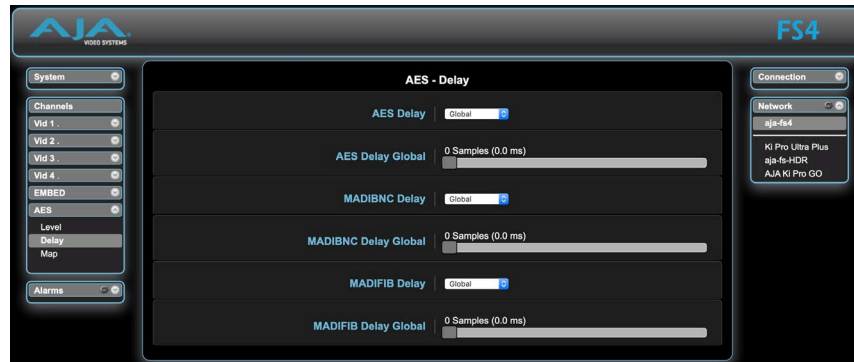 AJA
VIDEO SYSTEMS
FS4
System
Channels
Vid 1 .
Vid 2 .
Vid 3 .
Vid 4 .
EMBED
AES
Level
Delay
Map
Alarms
AES - Delay
AES Delay Global
AES Delay Global 0 Samples (0.0 ms)
MADIBNC Delay Global
MADIBNC Delay Global 0 Samples (0.0 ms)
MADIFIB Delay Global
MADIFIB Delay Global 0 Samples (0.0 ms)
Connection
Network
aja-fs4
Ki Pro Ultra Plus
aja-fs-HDR
AJA Ki Pro GO